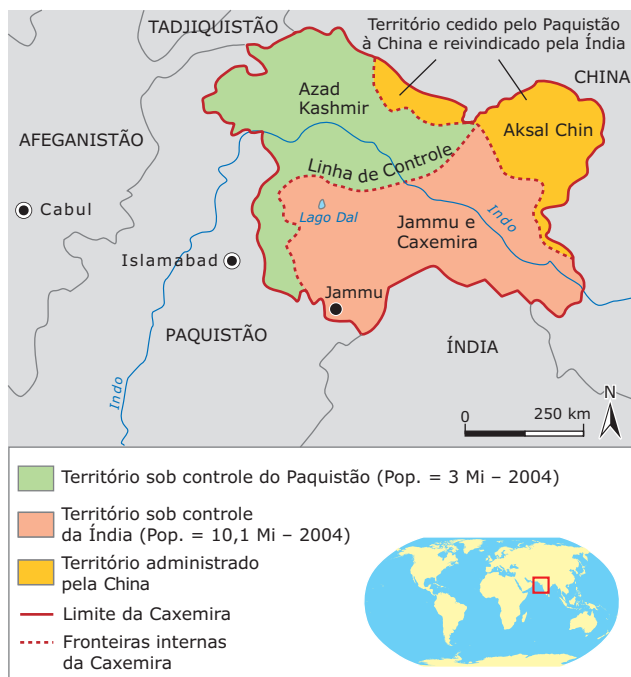 TADJIQUISTÃO
Território cedido pelo Paquistão
à China e reivindicado pela Índia
CHINA
Azad
Kashmir
Aksal Chin
AFEGANISTÃO
Linha de Controle
Cabul
Lago Dal
Indo
Jammu e
Caxemira
Islamabad
Jammu
PAQUISTÃO
ÍNDIA
Indo
N
0 250 km
Território sob controle do Paquistão (Pop. = 3 Mi – 2004)
Território sob controle
da Índia (Pop. = 10,1 Mi – 2004)
Território administrado
pela China
Limite da Caxemira
Fronteiras internas
da Caxemira